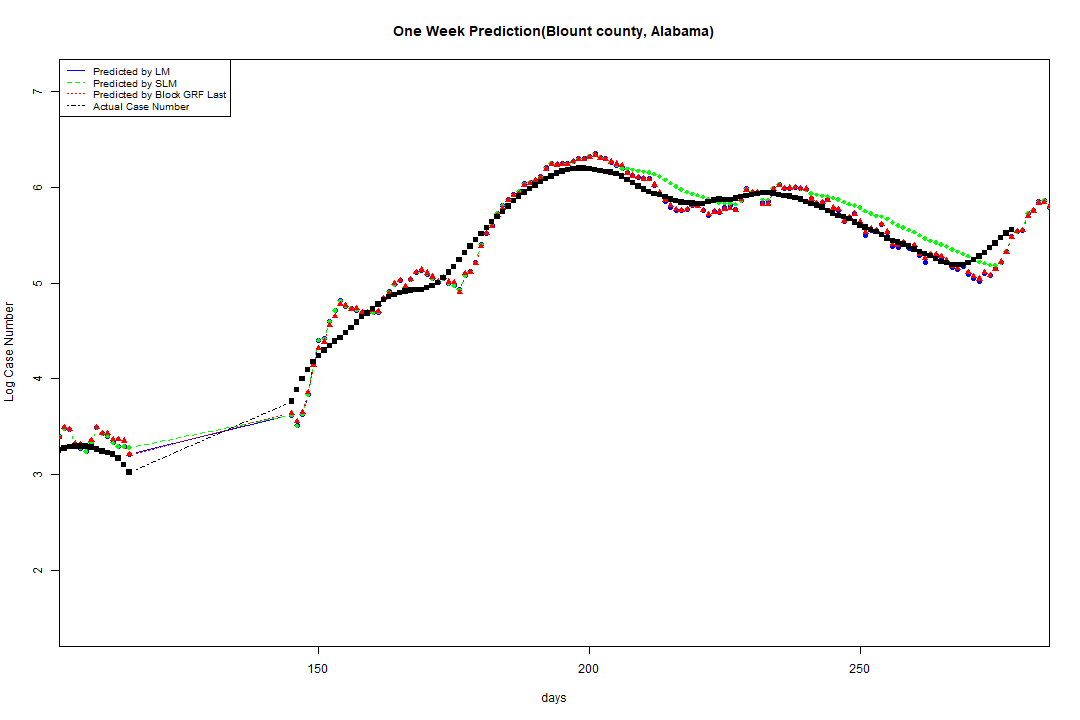 One Week Prediction(Blount county, Alabama)
Predicted by LM
Predicted by SLM
Predicted by Block GRF Last
Actual Case Number
7
6
5
4
3
2
Log Case Number
150
200
250
days